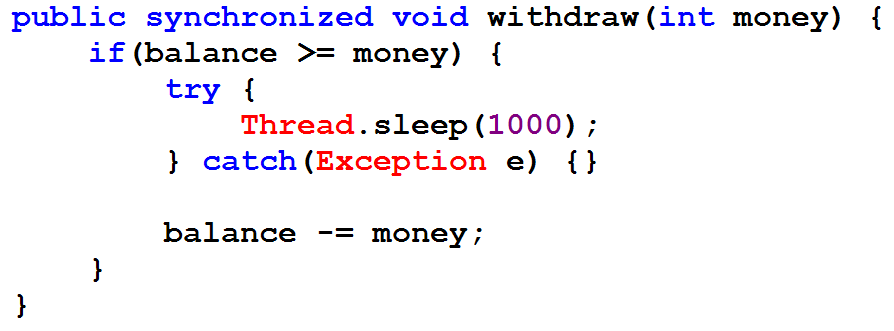 public synchronized void withdraw(int money) {
    if(balance >= money) {
        try {
            Thread.sleep(1000);
        } catch(Exception e) {}

        balance -= money;
    }
}